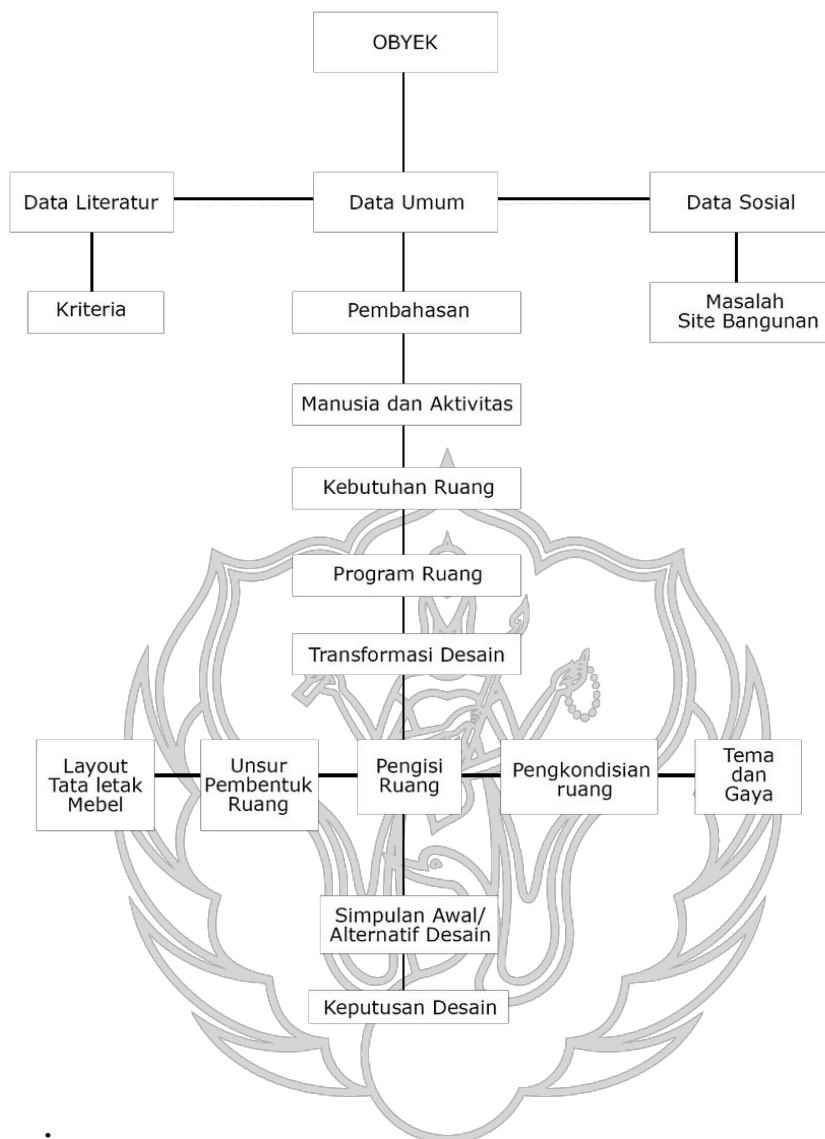 OBYEK
Data Literatur
Data Umum
Data Sosial
Kriteria
Pembahasan
Masalah
Site Bangunan
Manusia dan Aktivitas
Kebutuhan Ruang
Program Ruang
Transformasi Desain
Layout
Tata letak
Mebel
Unsur
Pembentuk
Ruang
Pengisi
Ruang
Pengkondisian
ruang
Tema
dan
Gaya
Simpulan Awal/
Alternatif Desain
Keputusan Desain
.